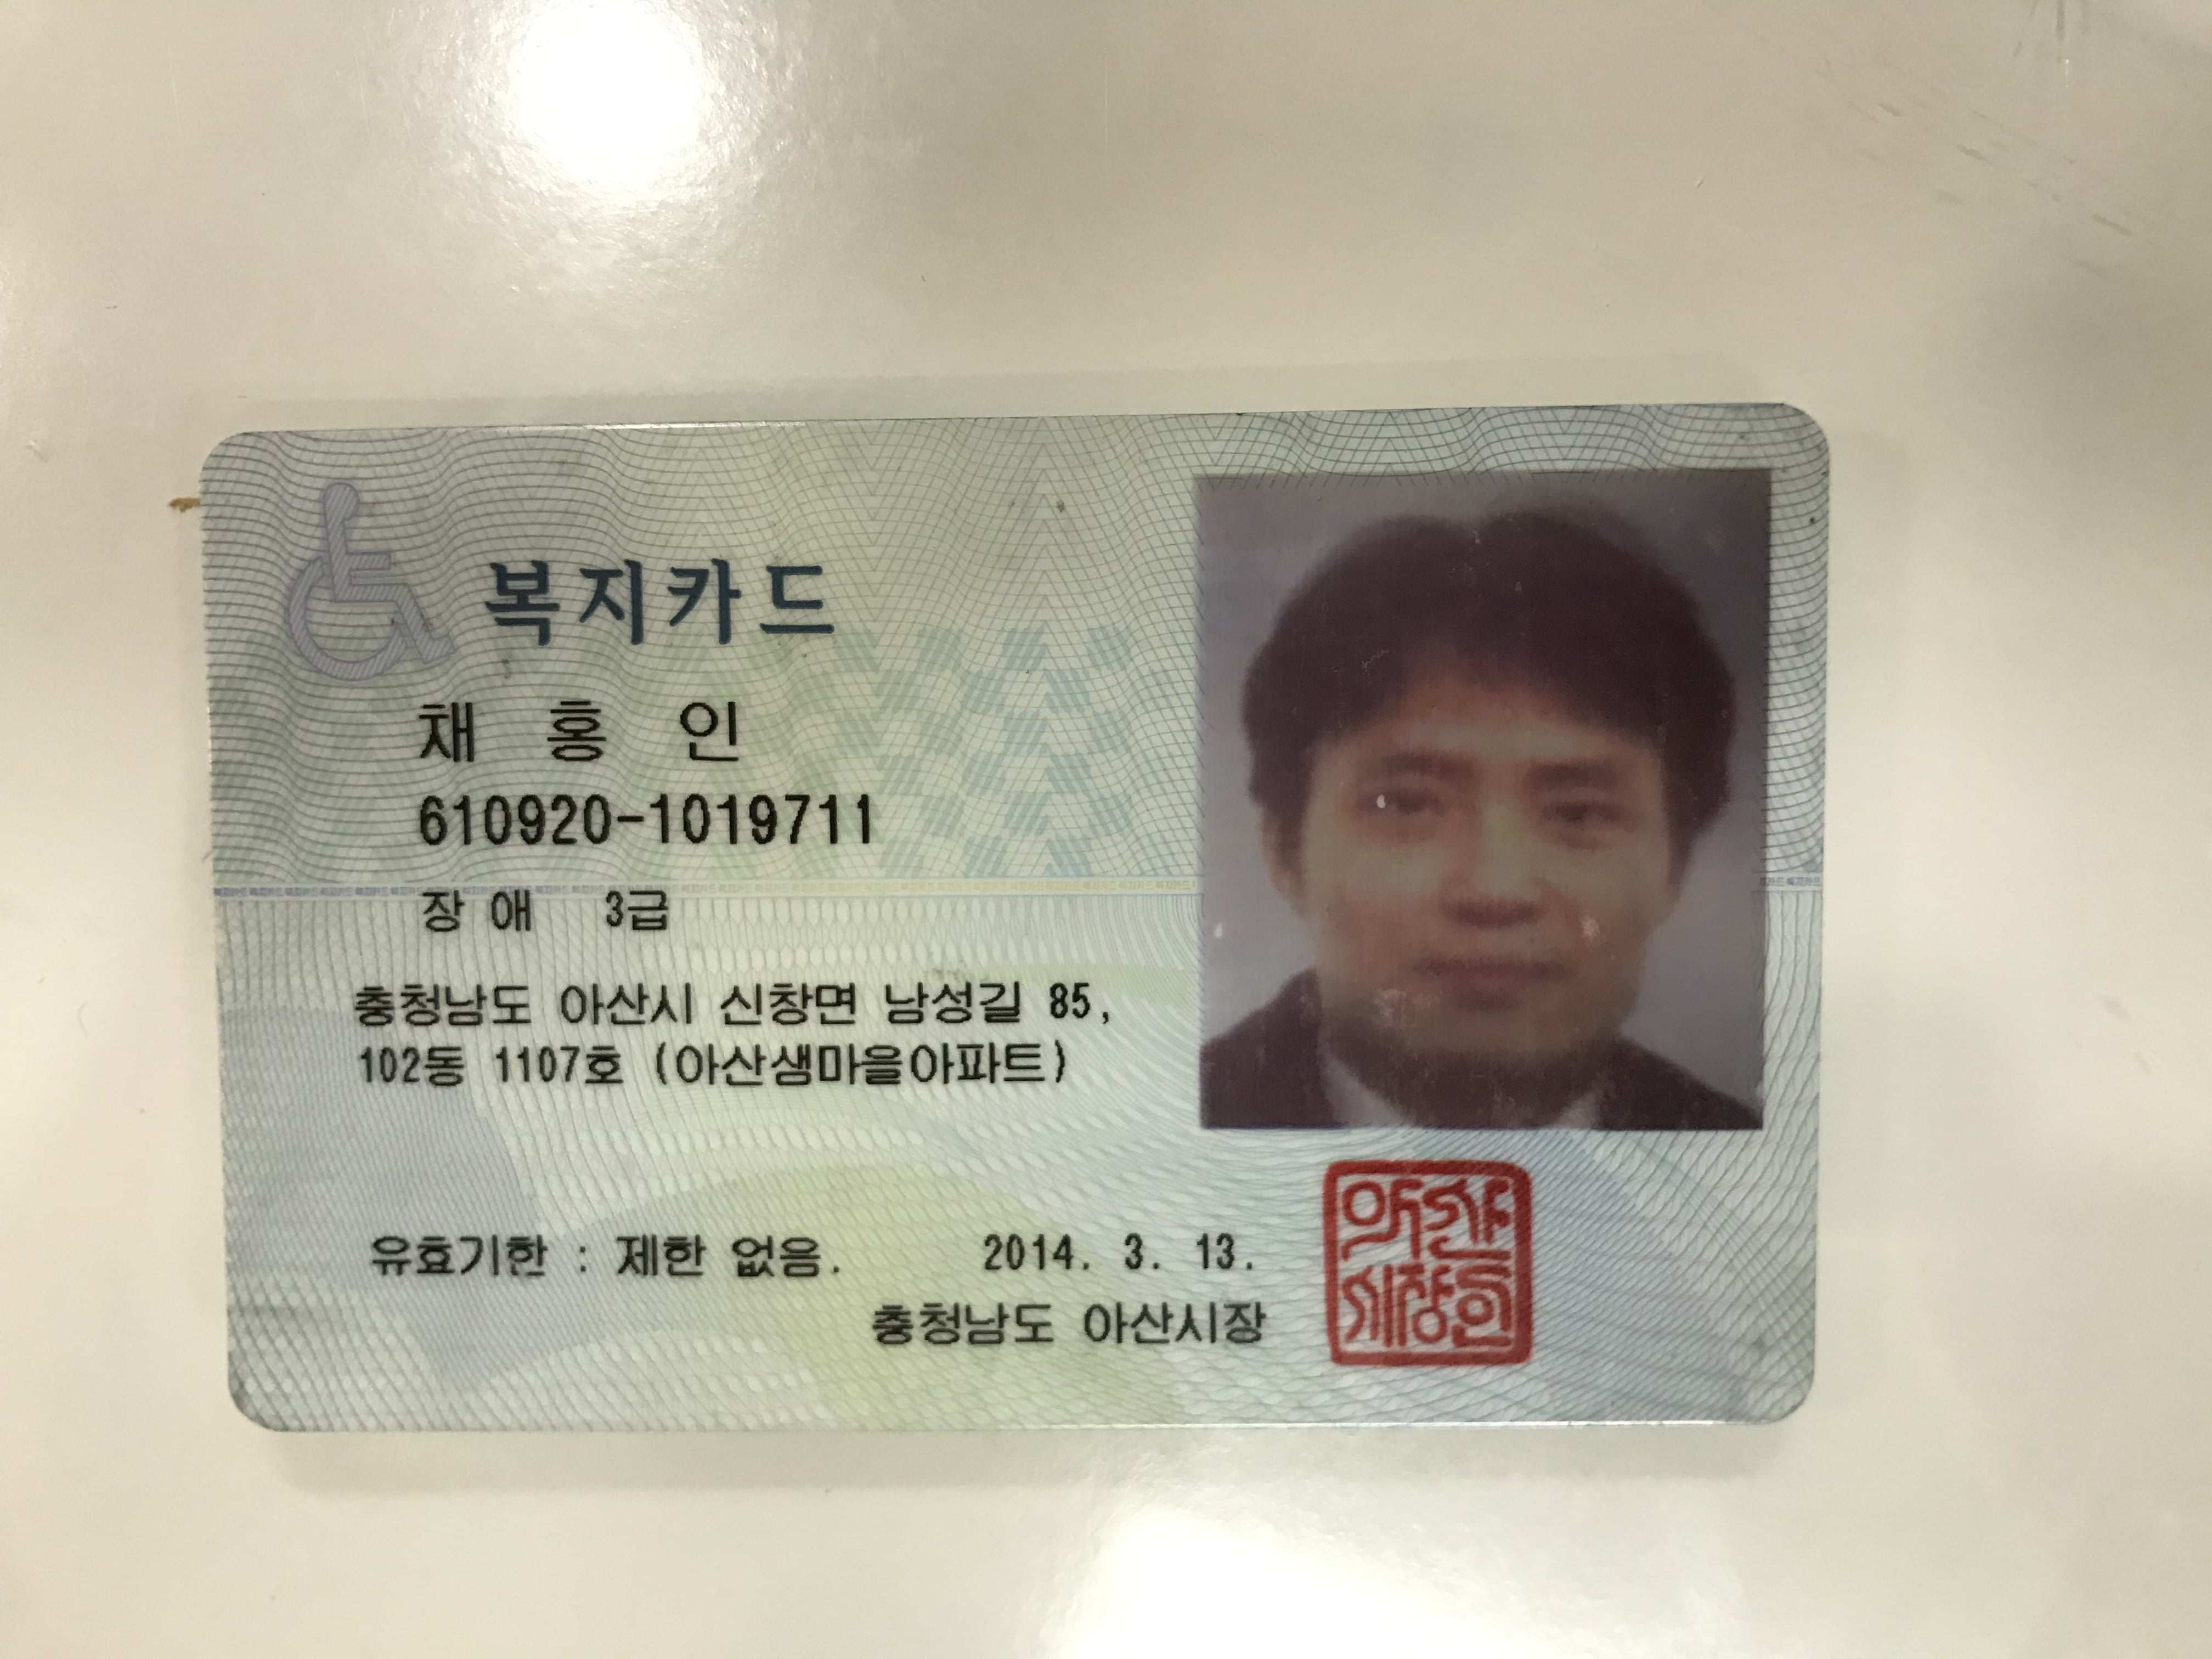 복지카드
채 홍 인
610920-1019711
장 애 3급
충청남도 아산시 신창면 남성길 85,
102동 1107호 (아산샘마을아파트)
유효기한 : 제한 없음. 2014. 3. 13.
충청남도 아산시장
아산
시장인